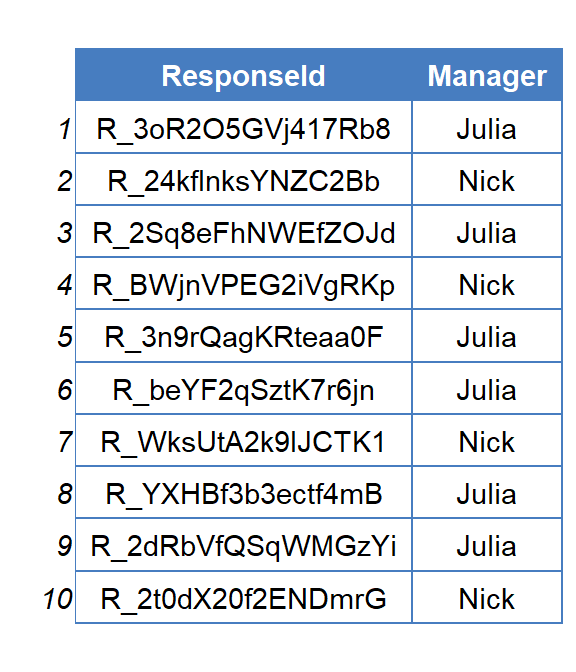 ResponseId Manager
1 R_3oR2O5GVj417Rb8 Julia
2 R_24kflnksYNZC2Bb Nick
3 R_2Sq8eFhNWEfZOJd Julia
4 R_BWjnVPEG2iVgRKp Nick
5 R_3n9rQagKRteaa0F Julia
6 R_beYF2qSztK7r6jn Julia
7 R_WksUtA2k9IJCTK1 Nick
8 R_YXHBf3b3ectf4mB Julia
9 R_2dRbVfQSqWMGzYi Julia
10 R_2t0dX20f2ENDmrG Nick